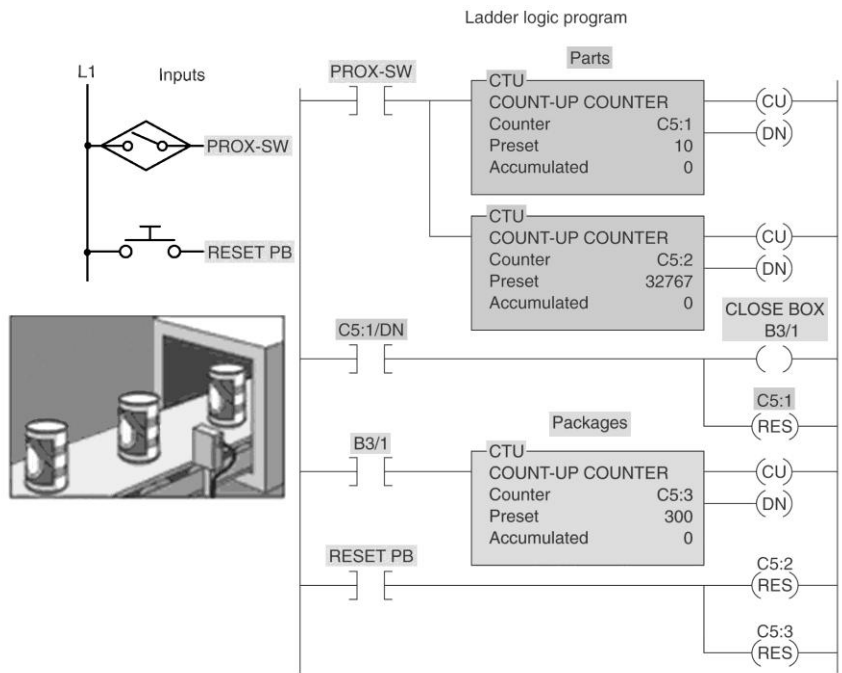 Ladder logic program
L1
Inputs
PROX-SW
RESET PB
PROX-SW
Parts
CTU
COUNT-UP COUNTER
Counter C5:1
Preset 10
Accumulated 0
CU
DN
CTU
COUNT-UP COUNTER
Counter C5:2
Preset 32767
Accumulated 0
CU
DN
C5:1/DN
CLOSE BOX
B3/1
C5:1
RES
B3/1
Packages
CTU
COUNT-UP COUNTER
Counter C5:3
Preset 300
Accumulated 0
CU
DN
RESET PB
C5:2
RES
C5:3
RES